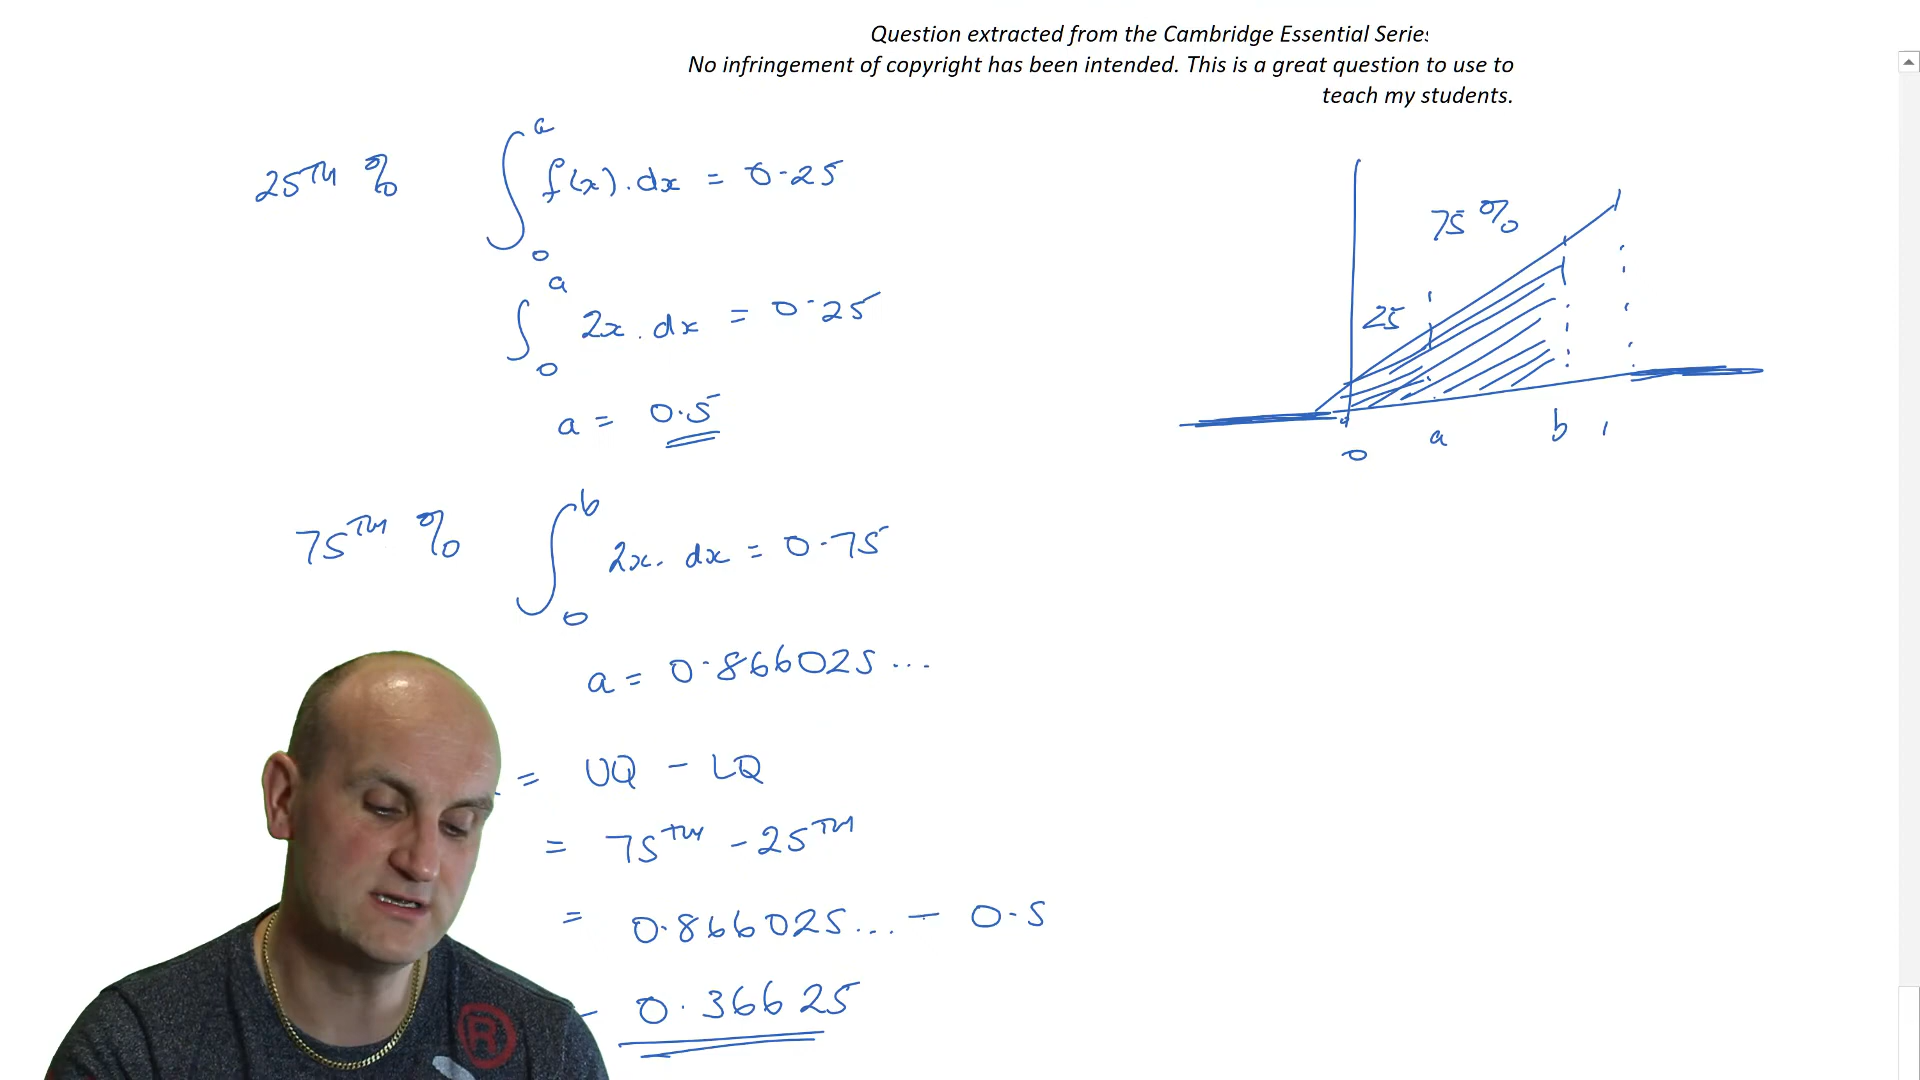 Question extracted from the Cambridge Essential Series
No infringement of copyright has been intended. This is a great question to use to
teach my students.
25TH %
∫₀ᵃ f(x).dx = 0.25
∫₀ᵃ 2x.dx = 0.25
a = 0.5
75TH %
∫₀ᵇ 2x.dx = 0.75
a = 0.866025...
= UQ - LQ
= 75TH - 25TH
= 0.866025... - 0.5
0.36625
75%
25
a b 1
0
R